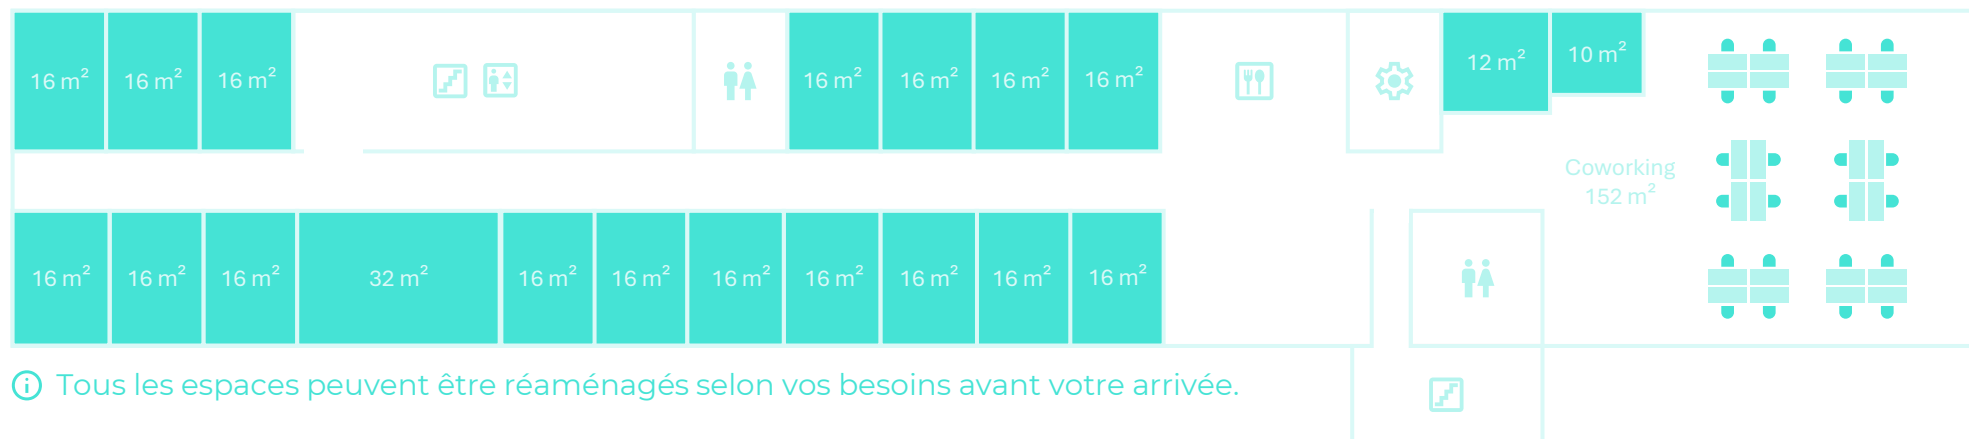 16 m² 16 m² 16 m² 16 m² 16 m² 16 m² 16 m² 12 m² 10 m²
Coworking
152 m²
16 m² 16 m² 16 m² 32 m² 16 m² 16 m² 16 m² 16 m² 16 m² 16 m² 16 m²
Tous les espaces peuvent être réaménagés selon vos besoins avant votre arrivée.